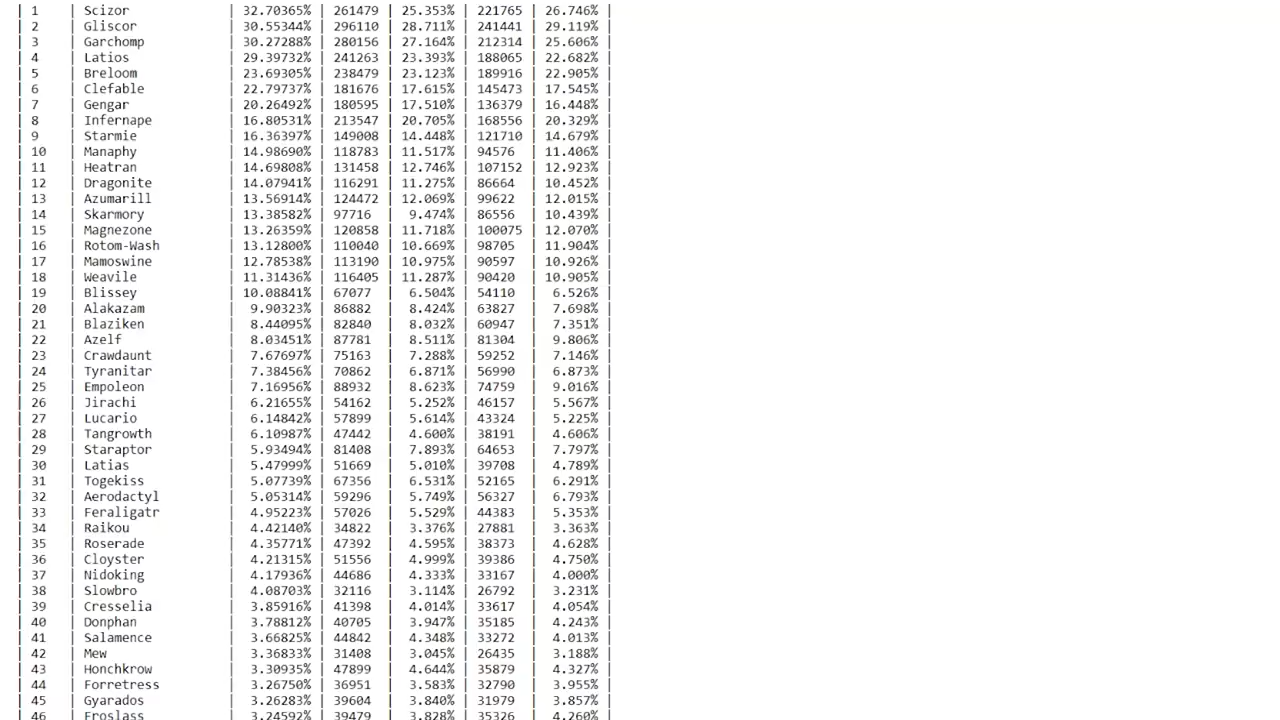 | 1 | Scizor | 32.70365% | 261479 | 25.353% | 221765 | 26.746% |
| 2 | Gliscor | 30.55344% | 296110 | 28.711% | 241441 | 29.119% |
| 3 | Garchomp | 30.27288% | 280156 | 27.164% | 212314 | 25.606% |
| 4 | Latios | 29.39732% | 241263 | 23.393% | 188065 | 22.682% |
| 5 | Breloom | 23.69305% | 238479 | 23.123% | 189916 | 22.905% |
| 6 | Clefable | 22.79737% | 181676 | 17.615% | 145473 | 17.545% |
| 7 | Gengar | 20.26492% | 180595 | 17.510% | 136379 | 16.448% |
| 8 | Infernape | 16.80531% | 213547 | 20.705% | 168556 | 20.329% |
| 9 | Starmie | 16.36397% | 149008 | 14.448% | 121710 | 14.679% |
| 10 | Manaphy | 14.98690% | 118783 | 11.517% | 94576 | 11.406% |
| 11 | Heatran | 14.69808% | 131458 | 12.746% | 107152 | 12.923% |
| 12 | Dragonite | 14.07941% | 116291 | 11.275% | 86664 | 10.452% |
| 13 | Azumarill | 13.56914% | 124472 | 12.069% | 99622 | 12.015% |
| 14 | Skarmory | 13.38582% | 97716 | 9.474% | 86556 | 10.439% |
| 15 | Magnezone | 13.26359% | 120858 | 11.718% | 100075 | 12.070% |
| 16 | Rotom-Wash | 13.12800% | 110040 | 10.669% | 98705 | 11.904% |
| 17 | Mamoswine | 12.78538% | 113190 | 10.975% | 90597 | 10.926% |
| 18 | Weavile | 11.31436% | 116405 | 11.287% | 90420 | 10.905% |
| 19 | Blissey | 10.08841% | 67077 | 6.504% | 54110 | 6.526% |
| 20 | Alakazam | 9.90323% | 86882 | 8.424% | 63827 | 7.698% |
| 21 | Blaziken | 8.44095% | 82840 | 8.032% | 60947 | 7.351% |
| 22 | Azelf | 8.03451% | 87781 | 8.511% | 81304 | 9.806% |
| 23 | Crawdaunt | 7.67697% | 75163 | 7.288% | 59252 | 7.146% |
| 24 | Tyranitar | 7.38456% | 70862 | 6.871% | 56990 | 6.873% |
| 25 | Empoleon | 7.16956% | 88932 | 8.623% | 74759 | 9.016% |
| 26 | Jirachi | 6.21655% | 54162 | 5.252% | 46157 | 5.567% |
| 27 | Lucario | 6.14842% | 57899 | 5.614% | 43324 | 5.225% |
| 28 | Tangrowth | 6.10987% | 47442 | 4.600% | 38191 | 4.606% |
| 29 | Staraptor | 5.93494% | 81408 | 7.893% | 64653 | 7.797% |
| 30 | Latias | 5.47999% | 51669 | 5.010% | 39708 | 4.789% |
| 31 | Togekiss | 5.07739% | 67356 | 6.531% | 52165 | 6.291% |
| 32 | Aerodactyl | 5.05314% | 59296 | 5.749% | 56327 | 6.793% |
| 33 | Feraligatr | 4.95223% | 57026 | 5.529% | 44383 | 5.353% |
| 34 | Raikou | 4.42140% | 34822 | 3.376% | 27881 | 3.363% |
| 35 | Roserade | 4.35771% | 47392 | 4.595% | 38373 | 4.628% |
| 36 | Cloyster | 4.21315% | 51556 | 4.999% | 39386 | 4.750% |
| 37 | Nidoking | 4.17936% | 44686 | 4.333% | 33167 | 4.000% |
| 38 | Slowbro | 4.08703% | 32116 | 3.114% | 26792 | 3.231% |
| 39 | Cresselia | 3.85916% | 41398 | 4.014% | 33617 | 4.054% |
| 40 | Donphan | 3.78812% | 40705 | 3.947% | 35185 | 4.243% |
| 41 | Salamence | 3.66825% | 44842 | 4.348% | 33272 | 4.013% |
| 42 | Mew | 3.36833% | 31408 | 3.045% | 26435 | 3.188% |
| 43 | Honchkrow | 3.30935% | 47899 | 4.644% | 35879 | 4.327% |
| 44 | Forretress | 3.26750% | 36951 | 3.583% | 32790 | 3.955% |
| 45 | Gyarados | 3.26283% | 39604 | 3.840% | 31979 | 3.857% |
| 46 | Froslass | 3.24592% | 39479 | 3.828% | 35326 | 4.260% |